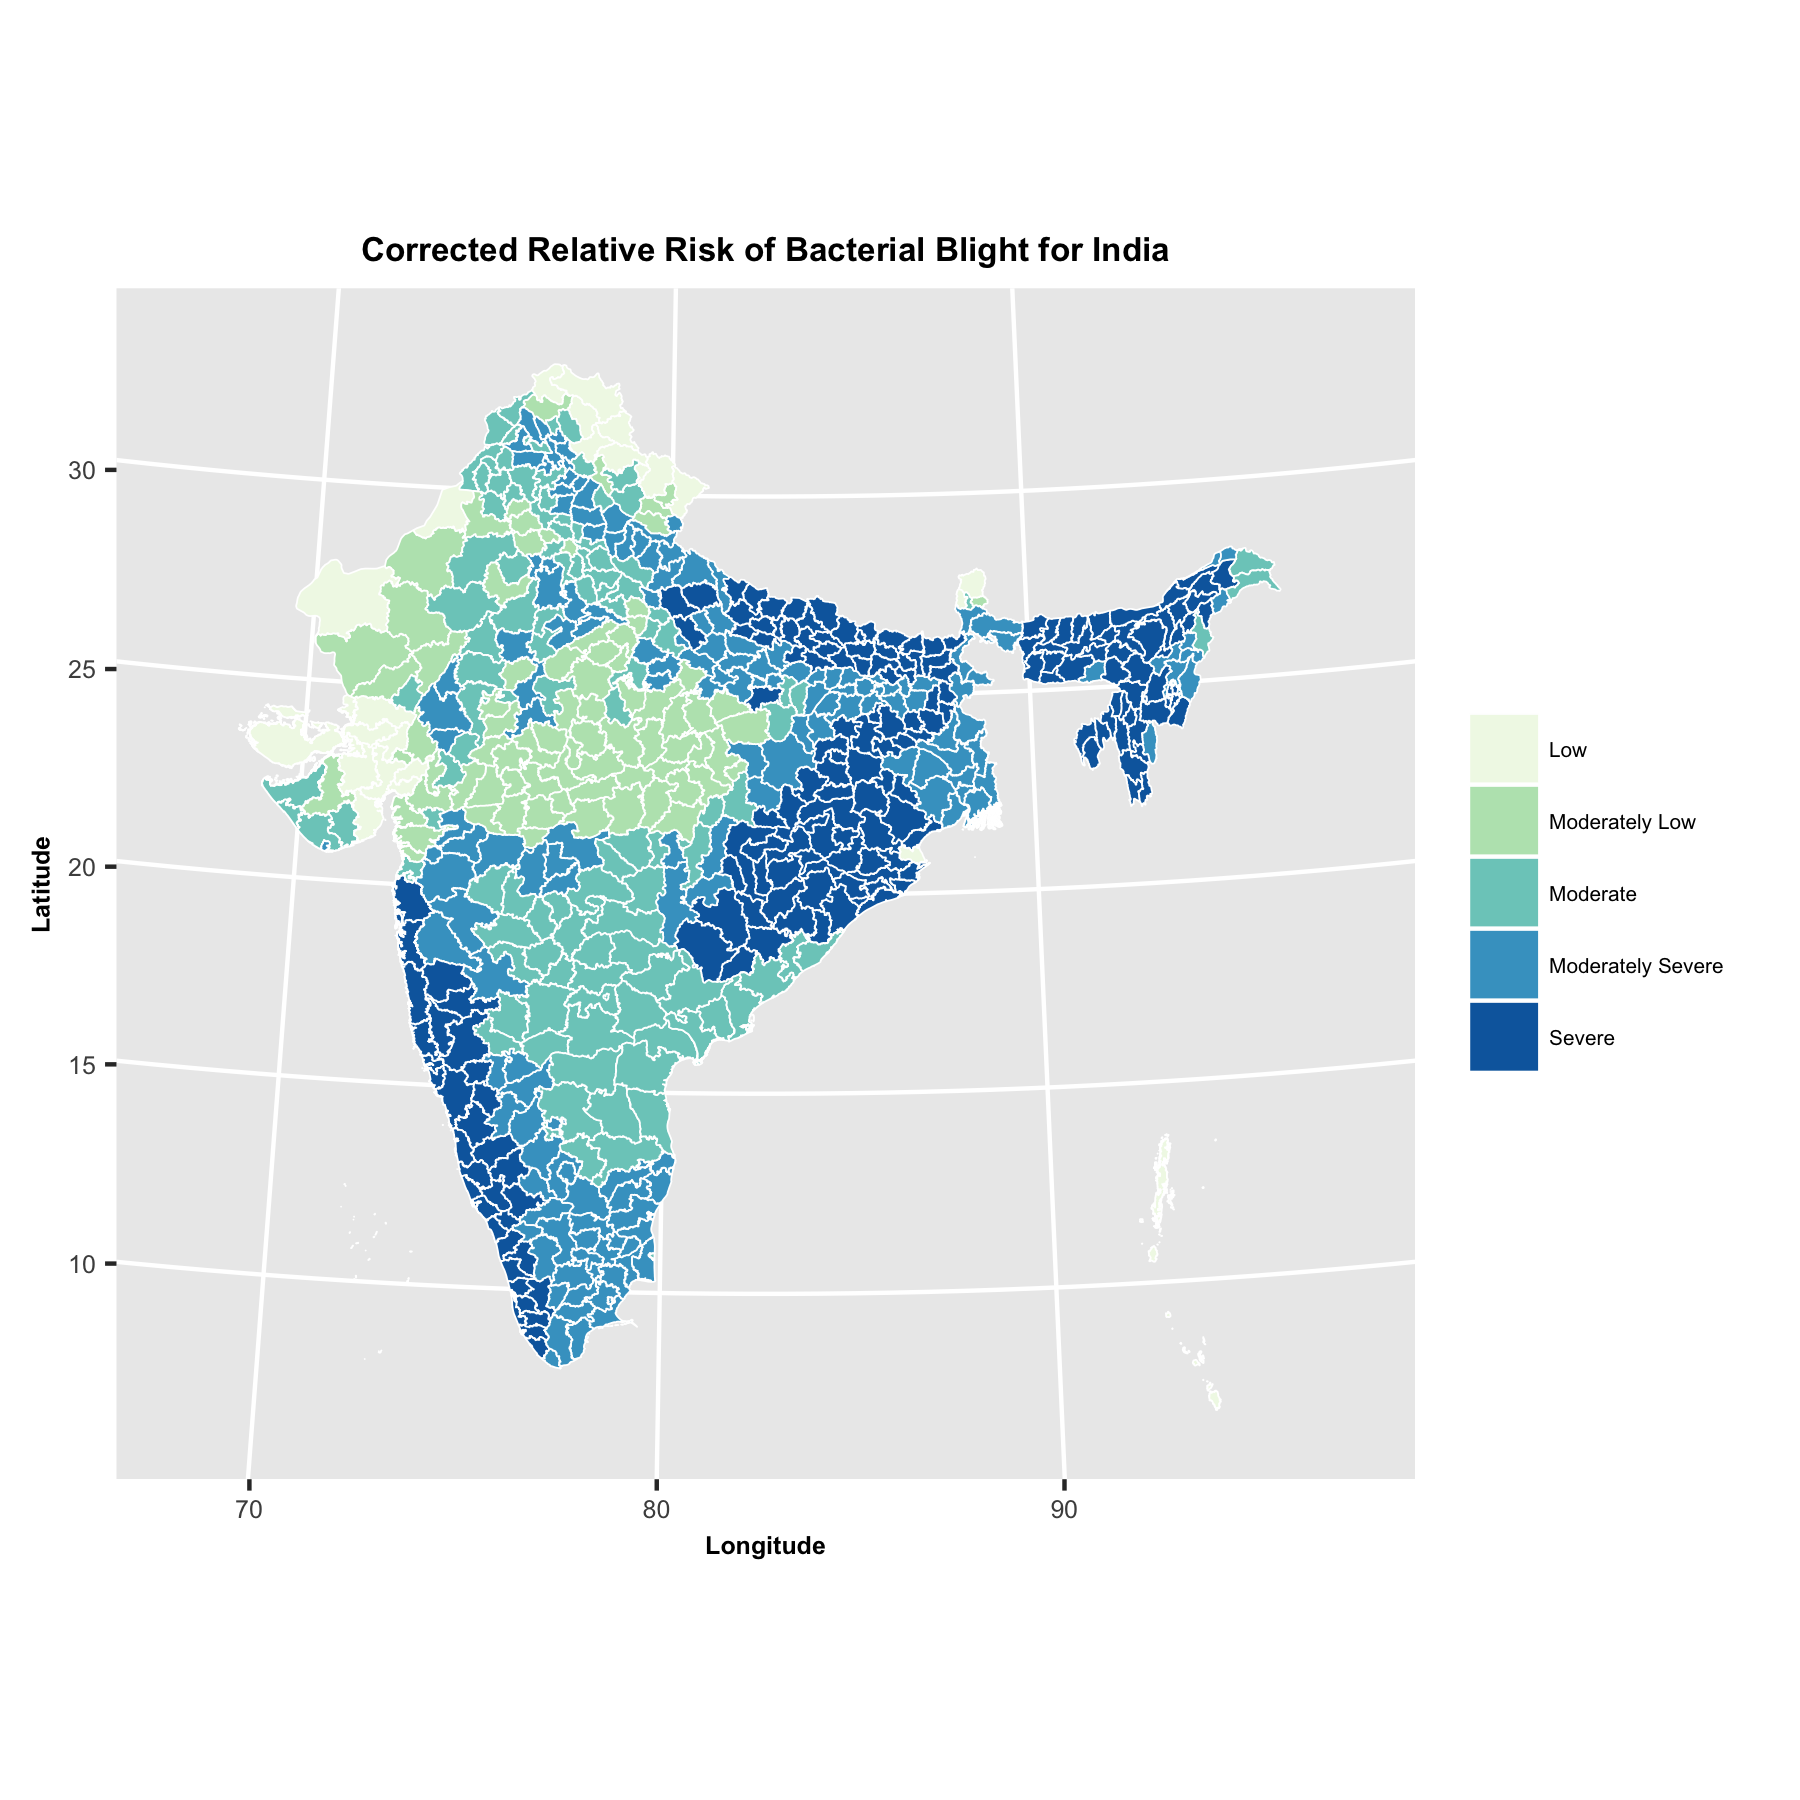 Corrected Relative Risk of Bacterial Blight for India
30
25
20
15
10
Latitude
70
80
90
Longitude
Low
Moderately Low
Moderate
Moderately Severe
Severe